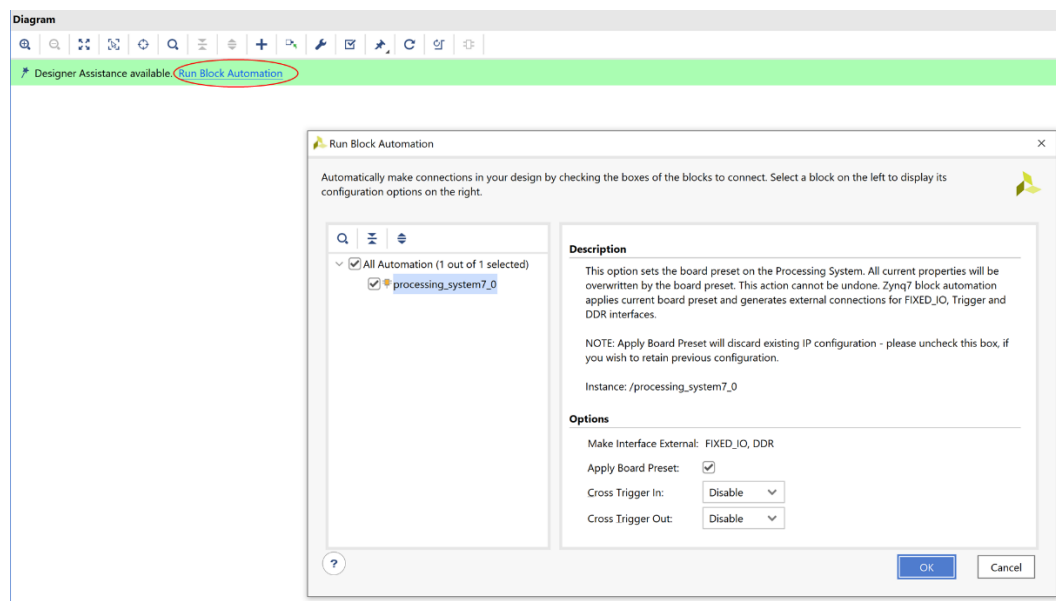 Diagram
Designer Assistance available. Run Block Automation
Run Block Automation
Automatically make connections in your design by checking the boxes of the blocks to connect. Select a block on the left to display its
configuration options on the right.
All Automation (1 out of 1 selected)
processing_system7_0
Description
This option sets the board preset on the Processing System. All current properties will be
overwritten by the board preset. This action cannot be undone. Zynq7 block automation
applies current board preset and generates external connections for FIXED_IO, Trigger and
DDR interfaces.
NOTE: Apply Board Preset will discard existing IP configuration - please uncheck this box, if
you wish to retain previous configuration.
Instance: /processing_system7_0
Options
Make Interface External: FIXED_IO, DDR
Apply Board Preset:
Cross Trigger In: Disable
Cross Trigger Out: Disable
? OK Cancel